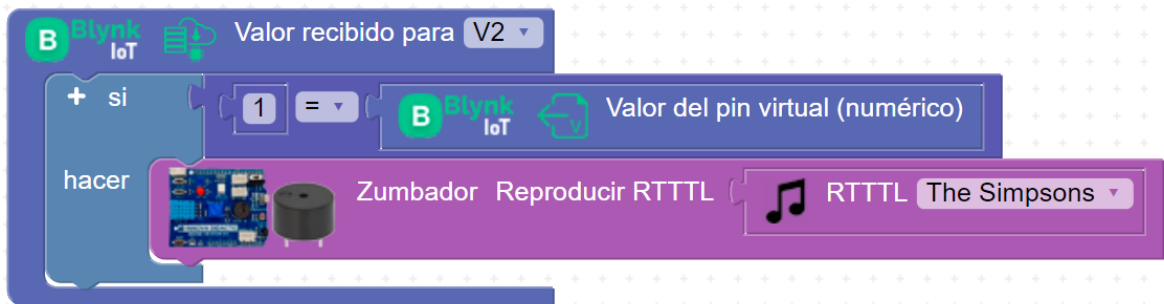 B Blynk IoT Valor recibido para V2
+ si 1 = B Blynk IoT V Valor del pin virtual (numérico)
hacer Zumbador Reproducir RTTTL RTTTL The Simpsons